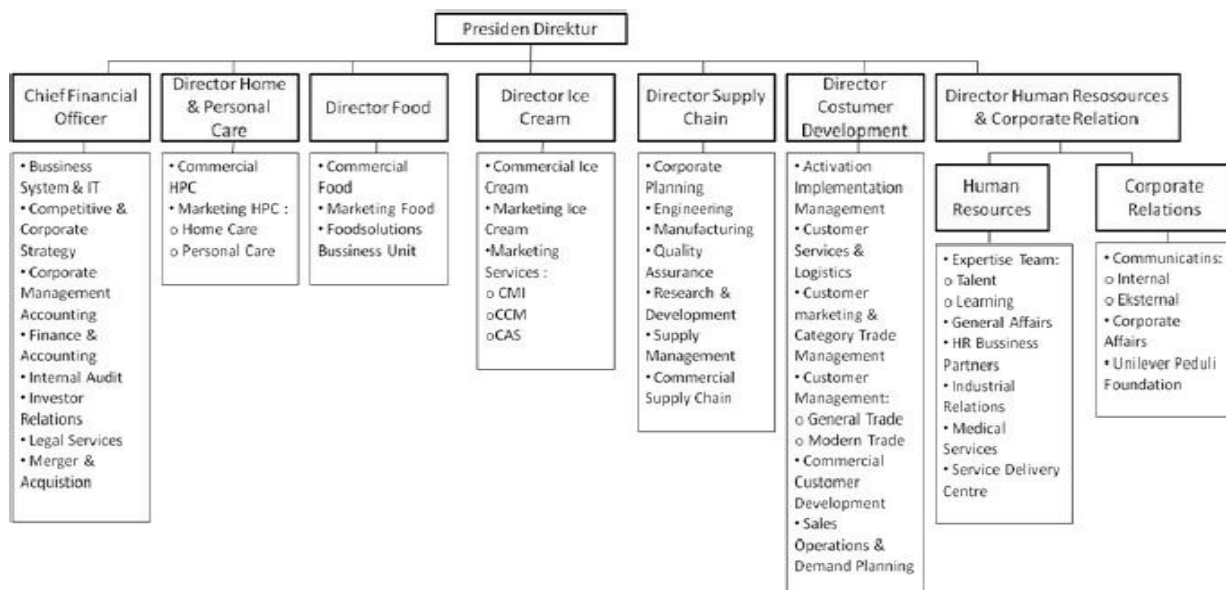 Presiden Direktur
Chief Financial
Officer
Director Home
& Personal
Care
Director Food
Director Ice
Cream
Director Supply
Chain
Director
Costumer
Development
Director Human Resosources
& Corporate Relation
• Bussiness
System & IT
• Competitive &
Corporate
Strategy
• Corporate
Management
Accounting
• Finance &
Accounting
• Internal Audit
• Investor
Relations
• Legal Services
• Merger &
Acquistion
• Commercial
HPC
• Marketing HPC :
o Home Care
o Personal Care
• Commercial
Food
• Marketing Food
• Foodsolutions
Bussiness Unit
• Commercial Ice
Cream
• Marketing Ice
Cream
•Marketing
Services :
o CMI
oCCM
oCAS
• Corporate
Planning
• Engineering
• Manufacturing
• Quality
Assurance
• Research &
Development
• Supply
Management
• Commercial
Supply Chain
• Activation
Implementation
Management
• Customer
Services &
Logistics
• Customer
marketing &
Category Trade
Management
• Customer
Management:
o General Trade
o Modern Trade
• Commercial
Customer
Development
• Sales
Operations &
Demand Planning
Human
Resources
• Expertise Team:
o Talent
o Learning
• General Affairs
• HR Bussiness
Partners
• Industrial
Relations
• Medical
Services
• Service Delivery
Centre
Corporate
Relations
• Communicatins:
o Internal
o Eksternal
• Corporate
Affairs
• Unilever Peduli
Foundation